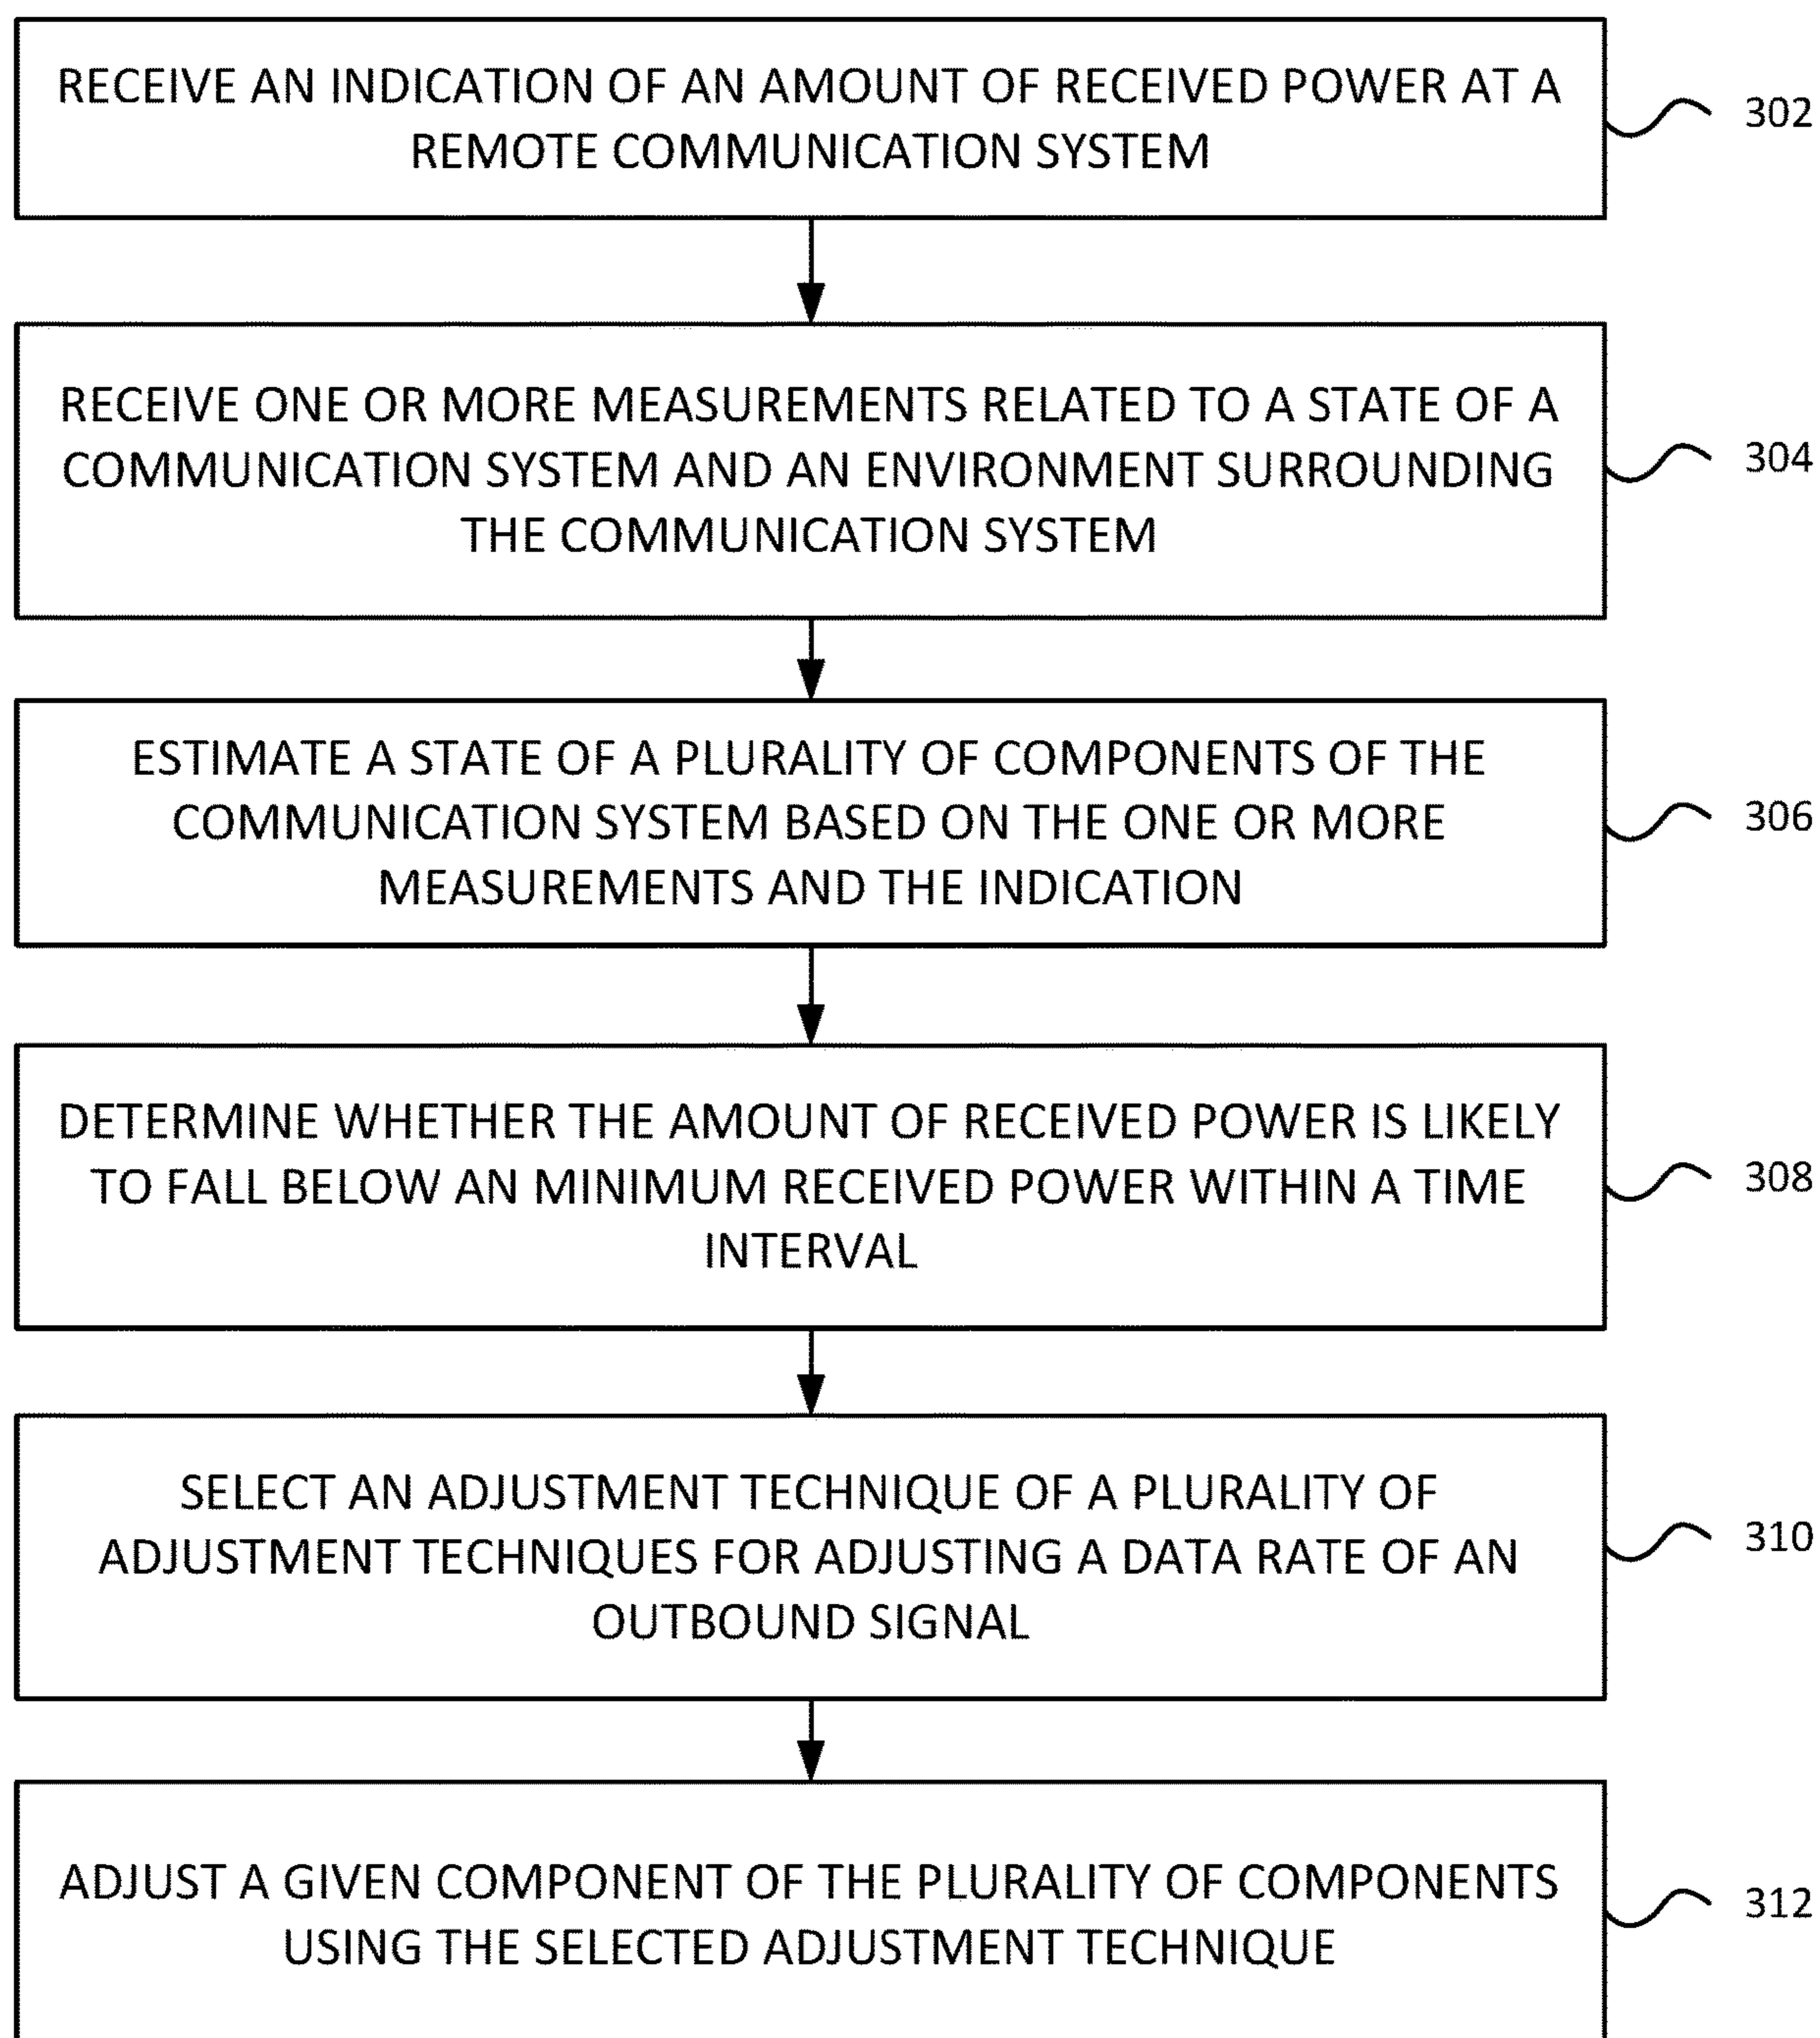 RECEIVE AN INDICATION OF AN AMOUNT OF RECEIVED POWER AT A
REMOTE COMMUNICATION SYSTEM
302
RECEIVE ONE OR MORE MEASUREMENTS RELATED TO A STATE OF A
COMMUNICATION SYSTEM AND AN ENVIRONMENT SURROUNDING
THE COMMUNICATION SYSTEM
304
ESTIMATE A STATE OF A PLURALITY OF COMPONENTS OF THE
COMMUNICATION SYSTEM BASED ON THE ONE OR MORE
MEASUREMENTS AND THE INDICATION
306
DETERMINE WHETHER THE AMOUNT OF RECEIVED POWER IS LIKELY
TO FALL BELOW AN MINIMUM RECEIVED POWER WITHIN A TIME
INTERVAL
308
SELECT AN ADJUSTMENT TECHNIQUE OF A PLURALITY OF
ADJUSTMENT TECHNIQUES FOR ADJUSTING A DATA RATE OF AN
OUTBOUND SIGNAL
310
ADJUST A GIVEN COMPONENT OF THE PLURALITY OF COMPONENTS
USING THE SELECTED ADJUSTMENT TECHNIQUE
312